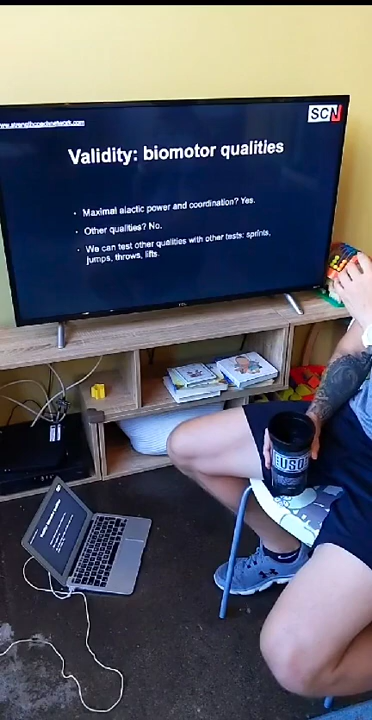 www.strengthcoachnetwork.com
SCN
Validity: biomotor qualities
• Maximal alactic power and coordination? Yes.
• Other qualities? No.
• We can test other qualities with other tests: sprints,
jumps, throws, lifts.
TCL